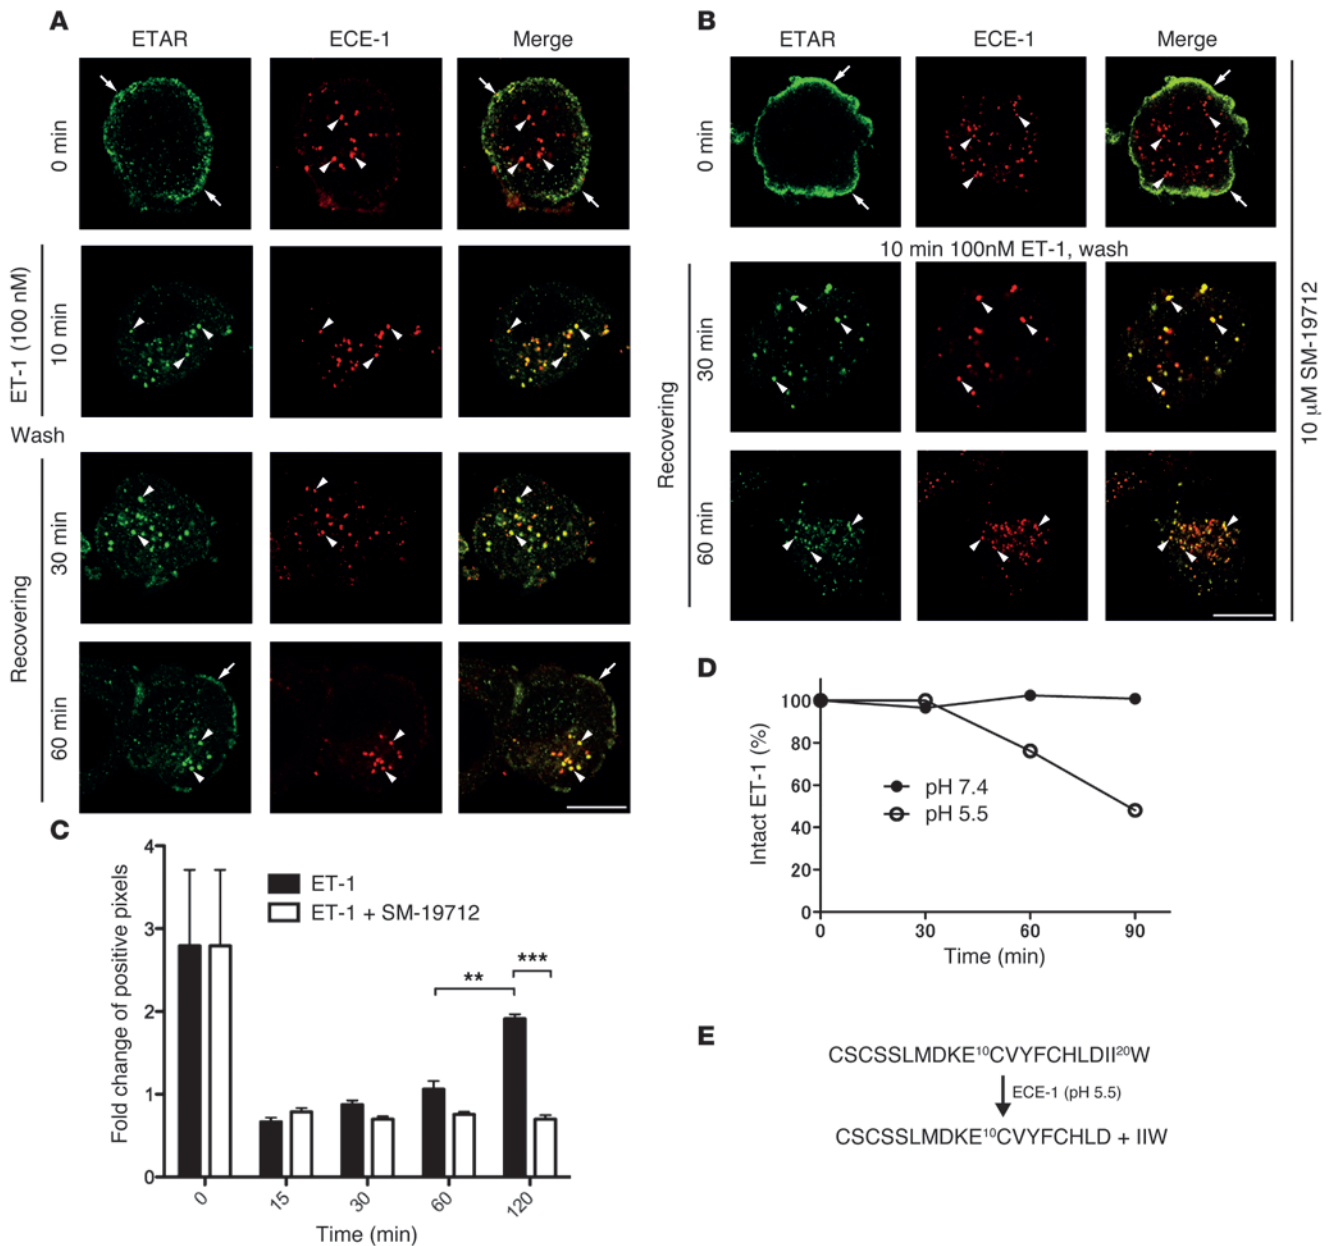 A
ETAR ECE-1 Merge
0 min
ET-1 (100 nM)
10 min
Wash
Recovering
30 min
60 min
B
ETAR ECE-1 Merge
0 min
10 min 100nM ET-1, wash
Recovering
30 min
60 min
10 μM SM-19712
C
Fold change of positive pixels
4
3
2
1
0
ET-1
ET-1 + SM-19712
**
***
0 15 30 60 120
Time (min)
D
Intact ET-1 (%)
100
80
60
40
20
0
pH 7.4
pH 5.5
0 30 60 90
Time (min)
E
CSCSSLMDKE¹⁰CVYFCHLDII²⁰W
ECE-1 (pH 5.5)
CSCSSLMDKE¹⁰CVYFCHLD + IIW